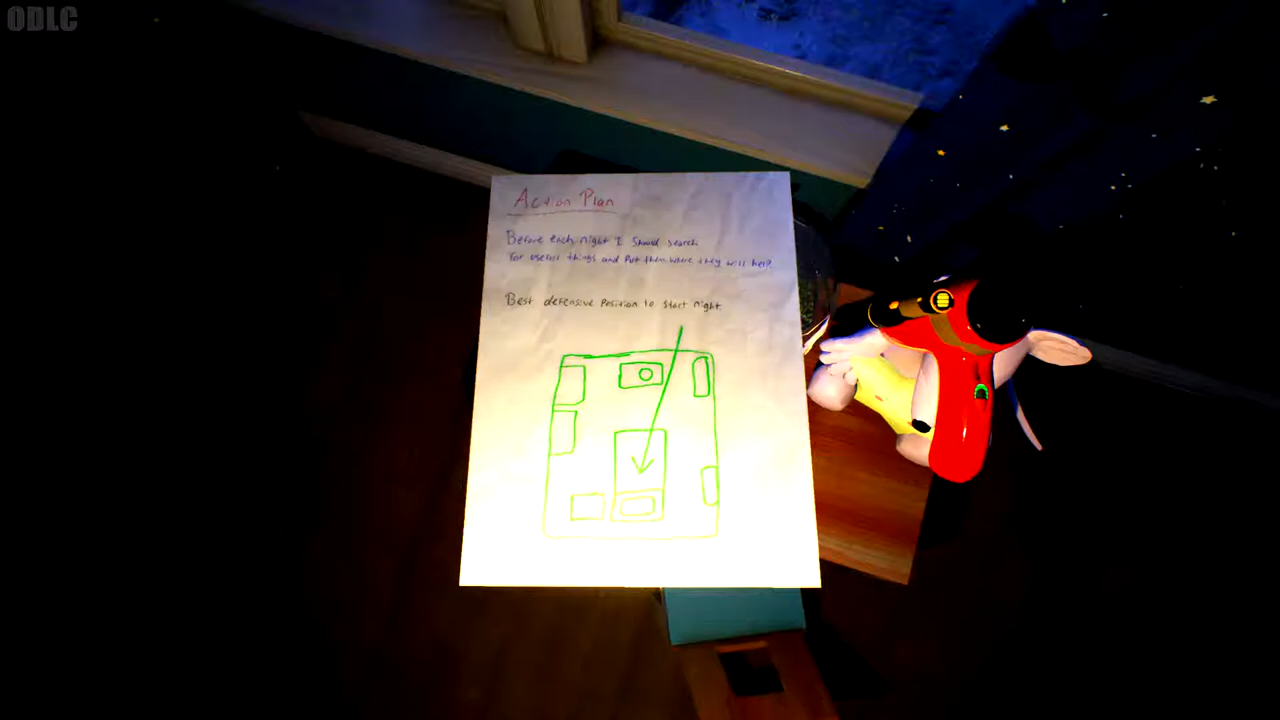 ODLC
Action Plan
Before each night I should search
for useful things and Put them where they will help.
Best defensive Position to start night